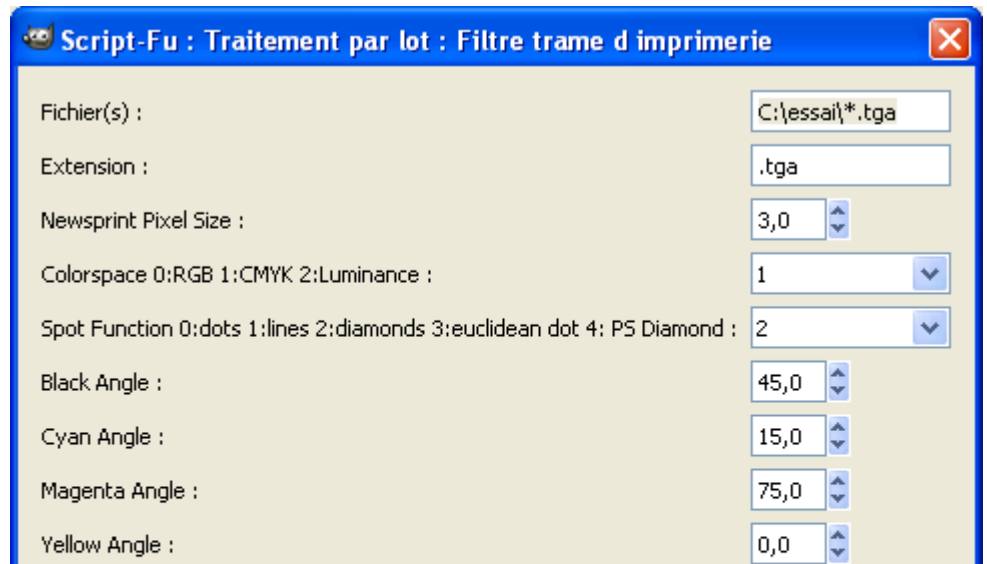 Script-Fu : Traitement par lot : Filtre trame d imprimerie
Fichier(s) : C:\essai\*.tga
Extension : .tga
Newsprint Pixel Size : 3,0
Colorspace 0:RGB 1:CMYK 2:Luminance : 1
Spot Function 0:dots 1:lines 2:diamonds 3:euclidean dot 4: PS Diamond : 2
Black Angle : 45,0
Cyan Angle : 15,0
Magenta Angle : 75,0
Yellow Angle : 0,0